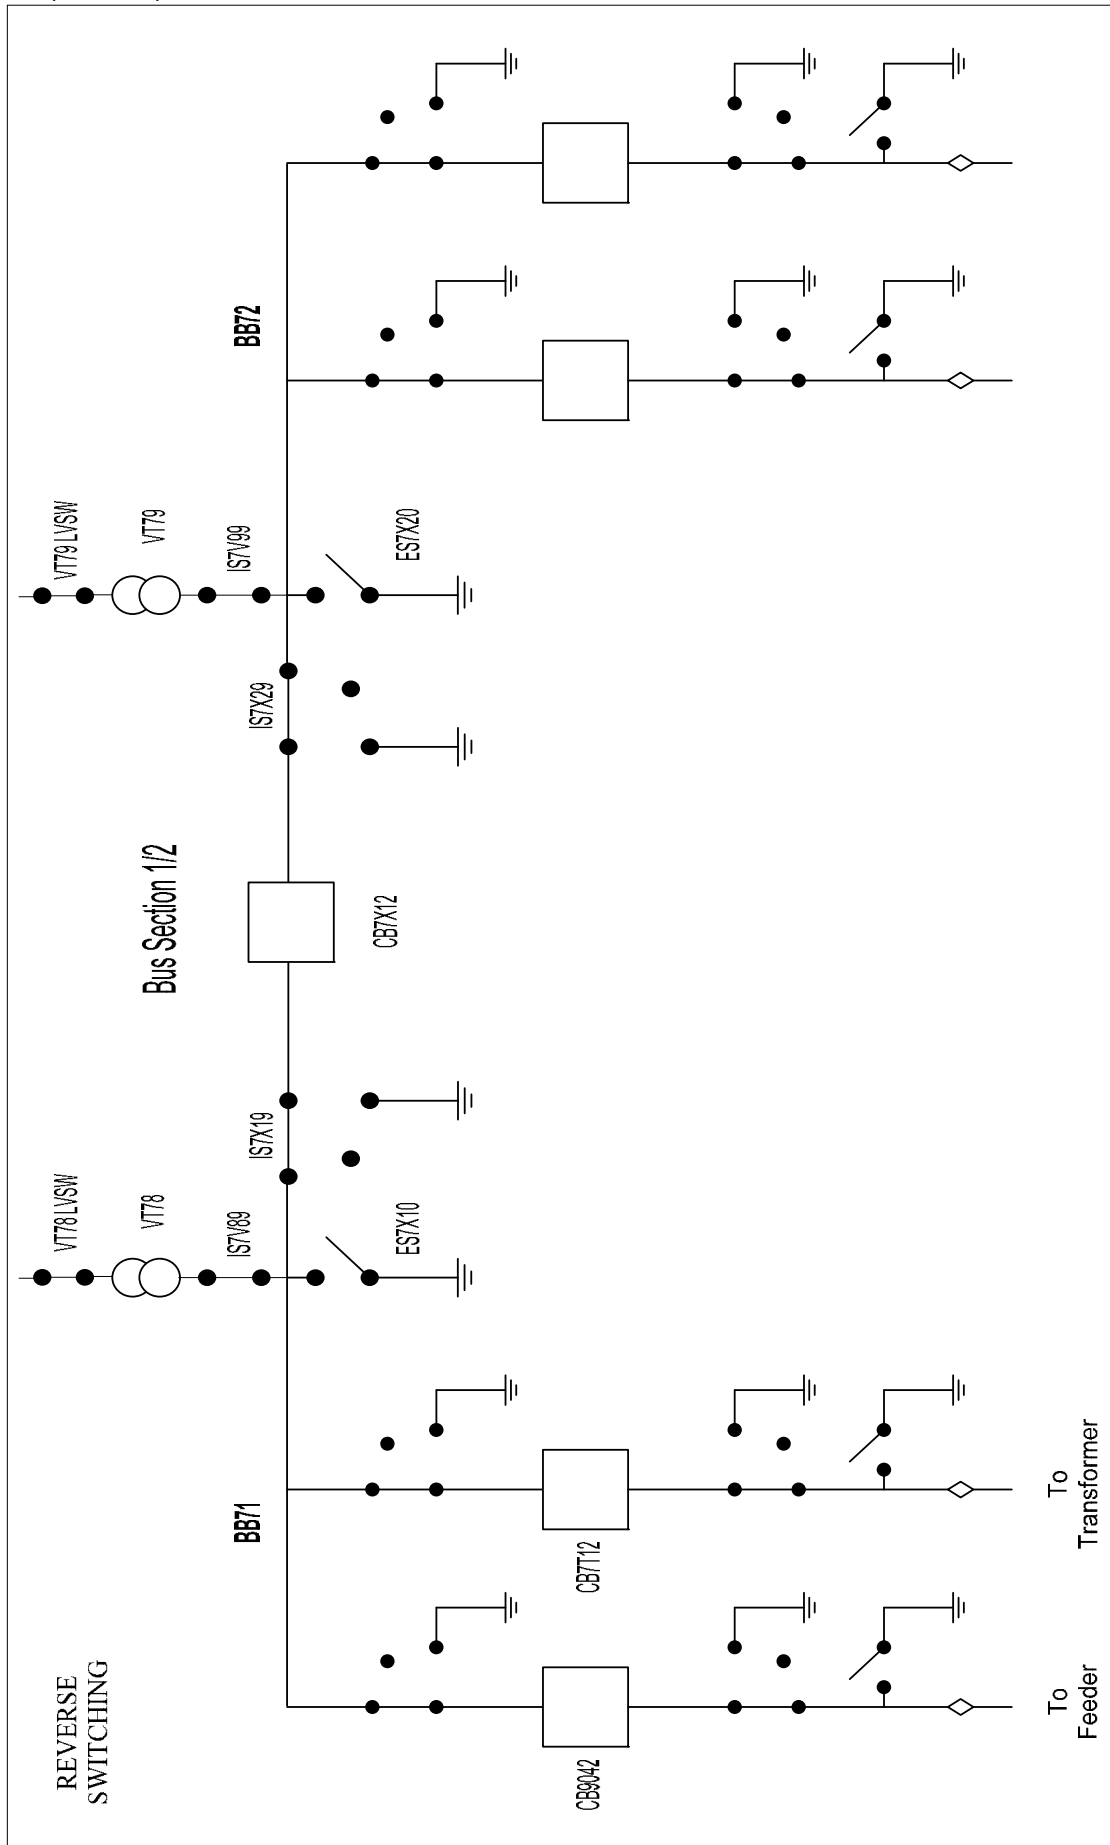 REVERSE
SWITCHING
BB71
BB72
Bus Section 1/2
VT78 LVSW
VT78
IS7V89
ES7X10
IS7X19
CB7X12
IS7X29
VT79 LVSW
VT79
IS7V99
ES7X20
CB9042
CB7T12
To
Feeder
To
Transformer